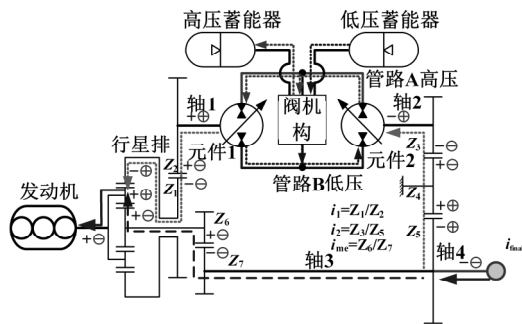 高压蓄能器
低压蓄能器
管路A高压
轴1
轴2
阀机构
元件1
元件2
行星排
Z2
Z1
Z3
Z4
Z5
管路B低压
发动机
Z6
Z7
i1=Z1/Z2
i2=Z3/Z5
ime=Z6/Z7
轴3
轴4
ifinal